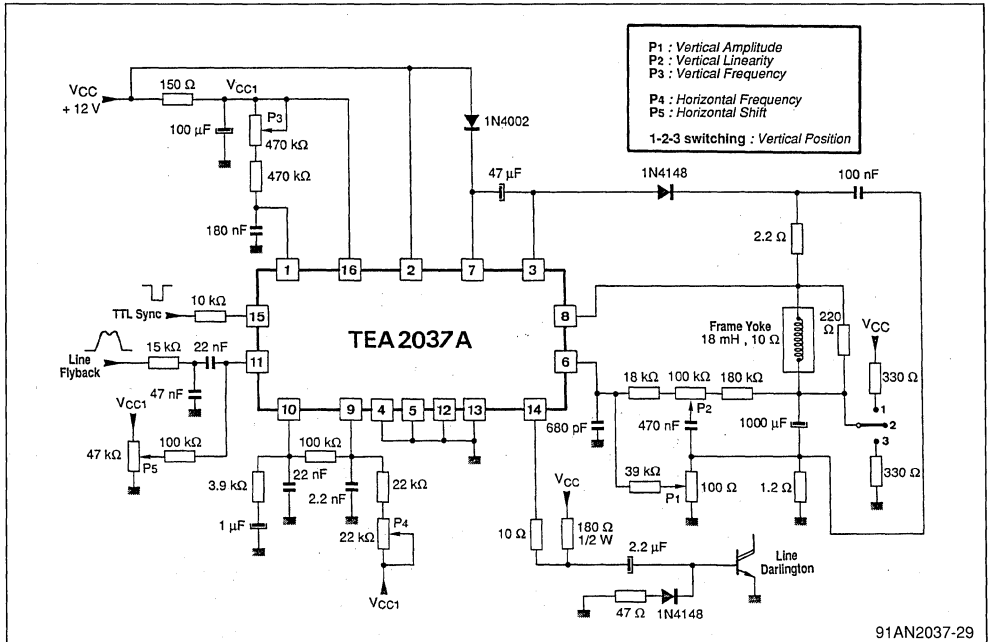 P1 : Vertical Amplitude
P2 : Vertical Linearity
P3 : Vertical Frequency
P4 : Horizontal Frequency
P5 : Horizontal Shift
1-2-3 switching : Vertical Position
VCC
+ 12 V
150 Ω
VCC1
100 µF
P3
470 kΩ
470 kΩ
180 nF
1N4002
47 µF
1N4148
100 nF
2.2 Ω
1
16
2
7
3
TTL Sync
10 kΩ
15
TEA 2037A
8
Frame Yoke
18 mH , 10 Ω
220
Ω
VCC
330 Ω
Line
Flyback
15 kΩ
22 nF
11
47 nF
6
18 kΩ
100 kΩ
180 kΩ
P2
680 pF
470 nF
1000 µF
1
2
3
330 Ω
VCC1
47 kΩ
P5
100 kΩ
10
9
4
5
12
13
14
100 kΩ
3.9 kΩ
22 nF
2.2 nF
22 kΩ
1 µF
22 kΩ
P4
VCC1
39 kΩ
P1
100 Ω
1.2 Ω
10 Ω
VCC
180 Ω
1/2 W
2.2 µF
Line
Darlington
47 Ω
1N4148
91AN2037-29